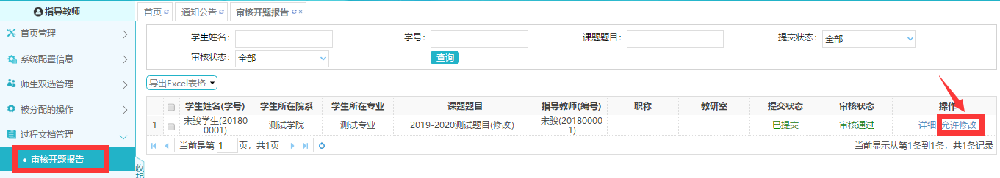 指导教师
首页
通知公告
审核开题报告
首页管理
系统配置信息
师生双选管理
被分配的操作
过程文档管理
审核开题报告
收起
学生姓名: 学号: 课题题目: 提交状态: 全部
审核状态: 全部 查询
导出Excel表格
学生姓名(学号) 学生所在院系 学生所在专业 课题题目 指导教师(编号) 职称 教研室 提交状态 审核状态 操作
1 宋骏学生(20180 测试学院 测试专业 2019-2020测试题目(修改) 宋骏(20180000 已提交 审核通过 详细 允许修改
0001) 1)
当前是第 1 页, 共1页 当前显示从第1条到1条, 共1条记录